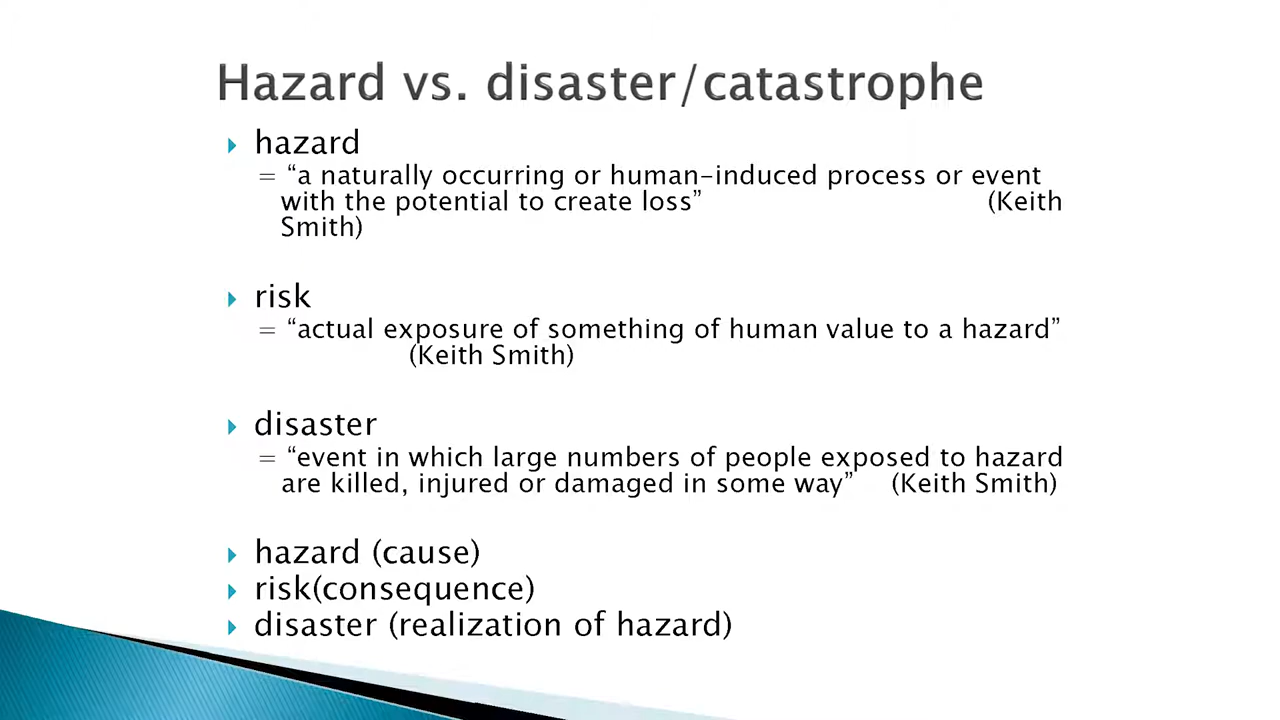 Hazard vs. disaster/catastrophe
hazard
= “a naturally occurring or human-induced process or event
with the potential to create loss” (Keith
Smith)
risk
= “actual exposure of something of human value to a hazard”
(Keith Smith)
disaster
= “event in which large numbers of people exposed to hazard
are killed, injured or damaged in some way” (Keith Smith)
hazard (cause)
risk(consequence)
disaster (realization of hazard)